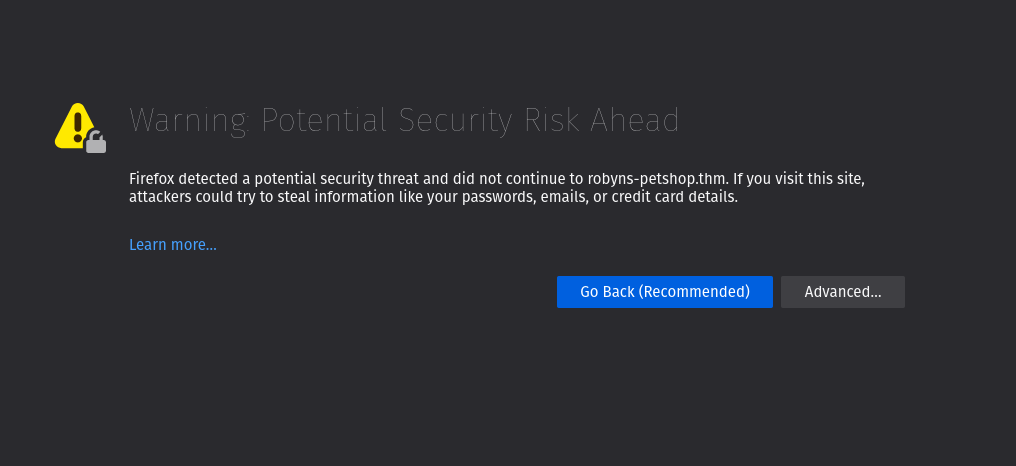 Warning: Potential Security Risk Ahead
Firefox detected a potential security threat and did not continue to robyns-petshop.thm. If you visit this site,
attackers could try to steal information like your passwords, emails, or credit card details.
Learn more...
Go Back (Recommended)
Advanced...